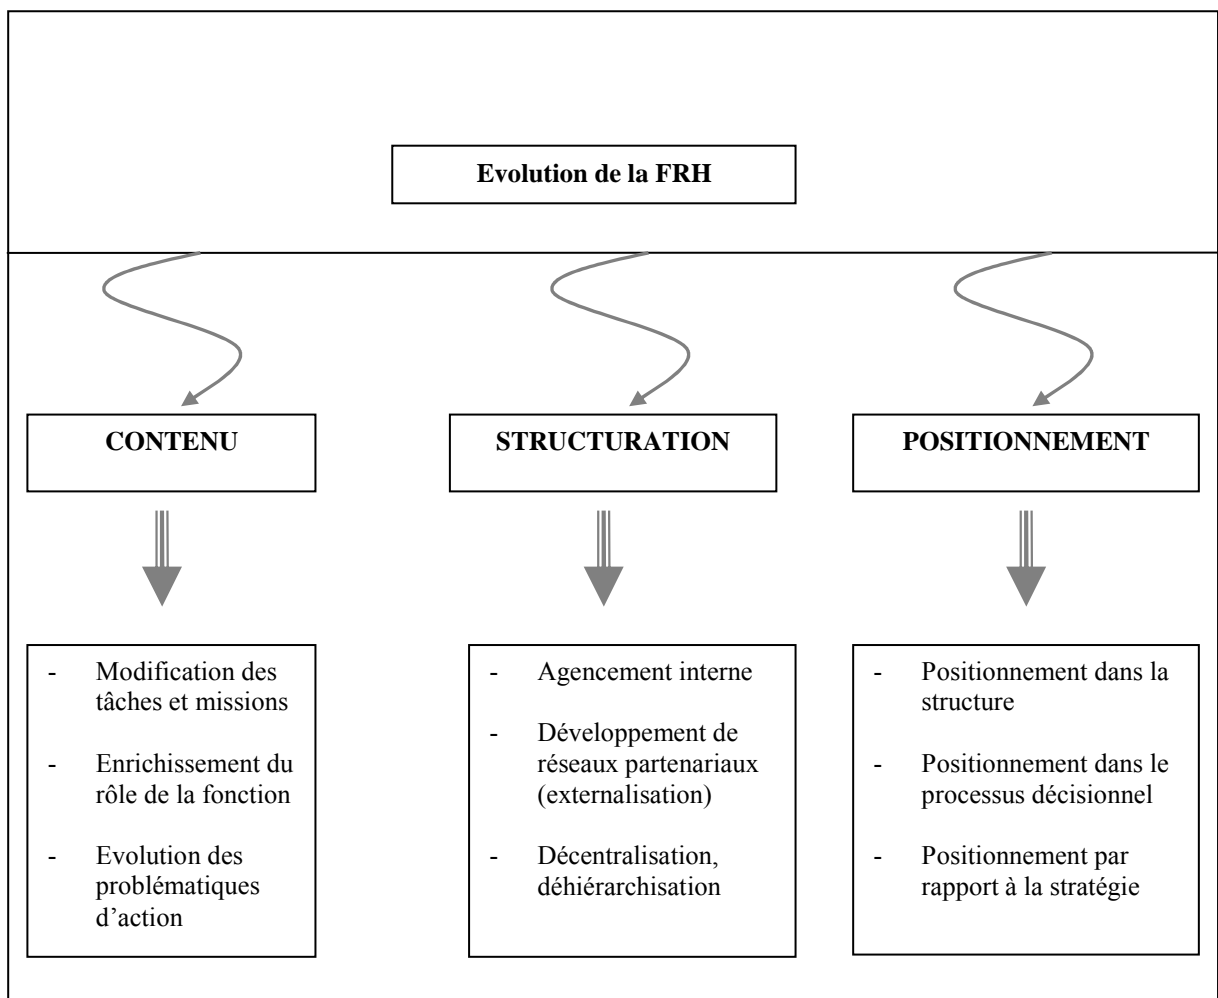 Evolution de la FRH
CONTENU
STRUCTURATION
POSITIONNEMENT
- Modification des
tâches et missions
- Enrichissement du
rôle de la fonction
- Evolution des
problématiques
d’action
- Agencement interne
- Développement de
réseaux partenariaux
(externalisation)
- Décentralisation,
déhiérarchisation
- Positionnement dans la
structure
- Positionnement dans le
processus décisionnel
- Positionnement par
rapport à la stratégie